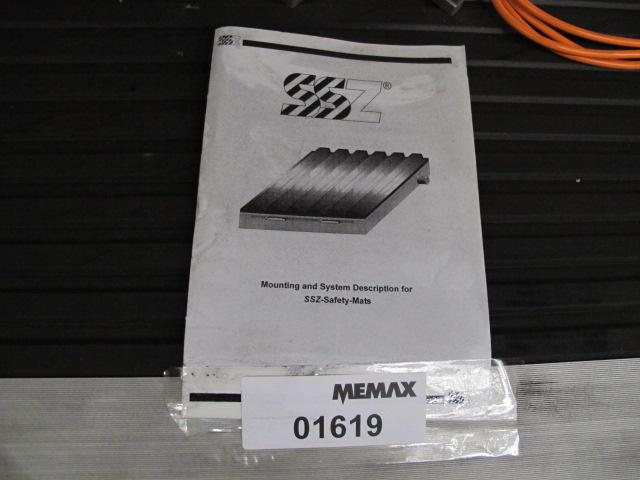 SSZ®
Mounting and System Description for
SSZ-Safety-Mats
MEMAX
01619